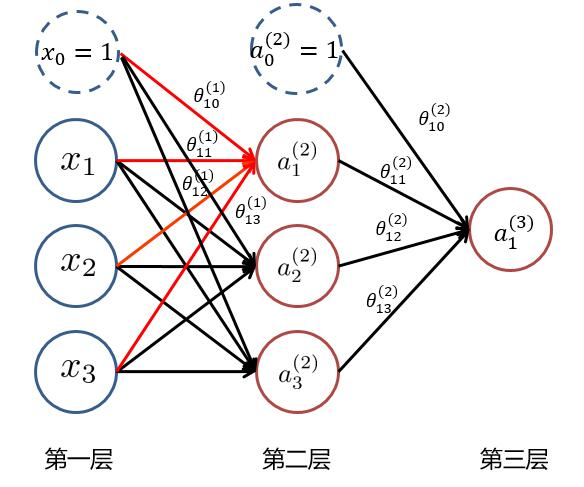 x₀ = 1
a₀⁽²⁾ = 1
θ₁₀⁽¹⁾
θ₁₀⁽²⁾
x₁
θ₁₁⁽¹⁾
a₁⁽²⁾
θ₁₁⁽²⁾
θ₁₂⁽¹⁾
θ₁₃⁽¹⁾
θ₁₂⁽²⁾
a₁⁽³⁾
x₂
a₂⁽²⁾
θ₁₃⁽²⁾
x₃
a₃⁽²⁾
第一层
第二层
第三层